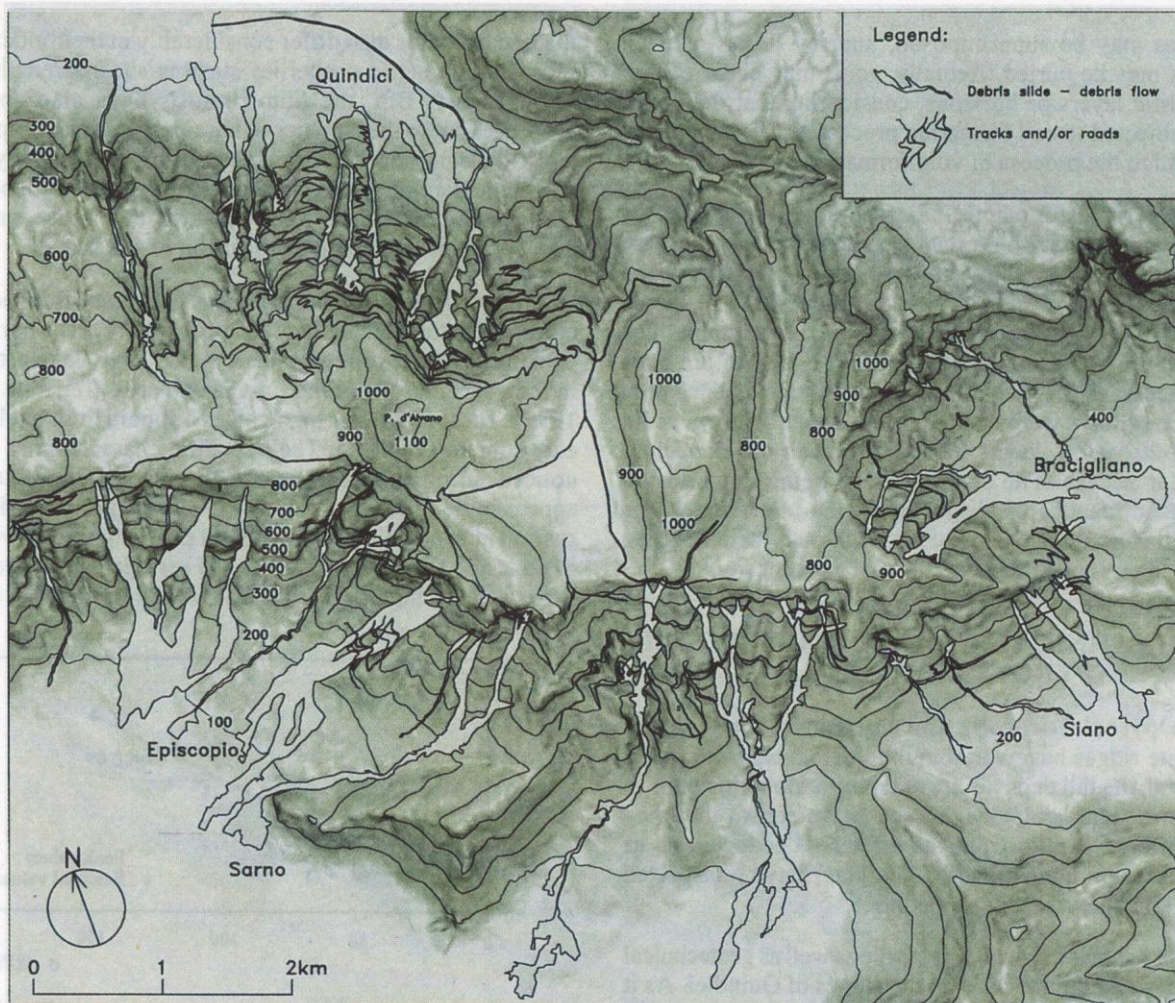 Legend:
Debris slide – debris flow
Tracks and/or roads
200
Quindici
300
400
500
600
700
800
800
1000
P. d'Alvano
1100
900
1000
900
1000
800
800
1000
900
400
Bracigliano
800
700
600
500
400
300
200
800
900
100
Episcopio
Sarno
200
Siano
N
0 1 2km